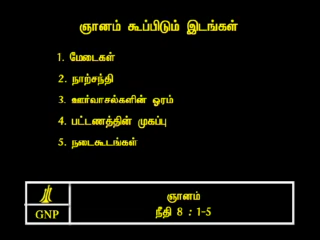 ஞானம் கூப்பிடும் இடங்கள்
1. மேடைகள்
2. நாற்சந்தி
3. ஊர்வாசல்களின் ஓரம்
4. பட்டணத்தின் முகப்பு
5. நடைகூடங்கள்
ஞானம்
GNP
நீதி 8 : 1-5